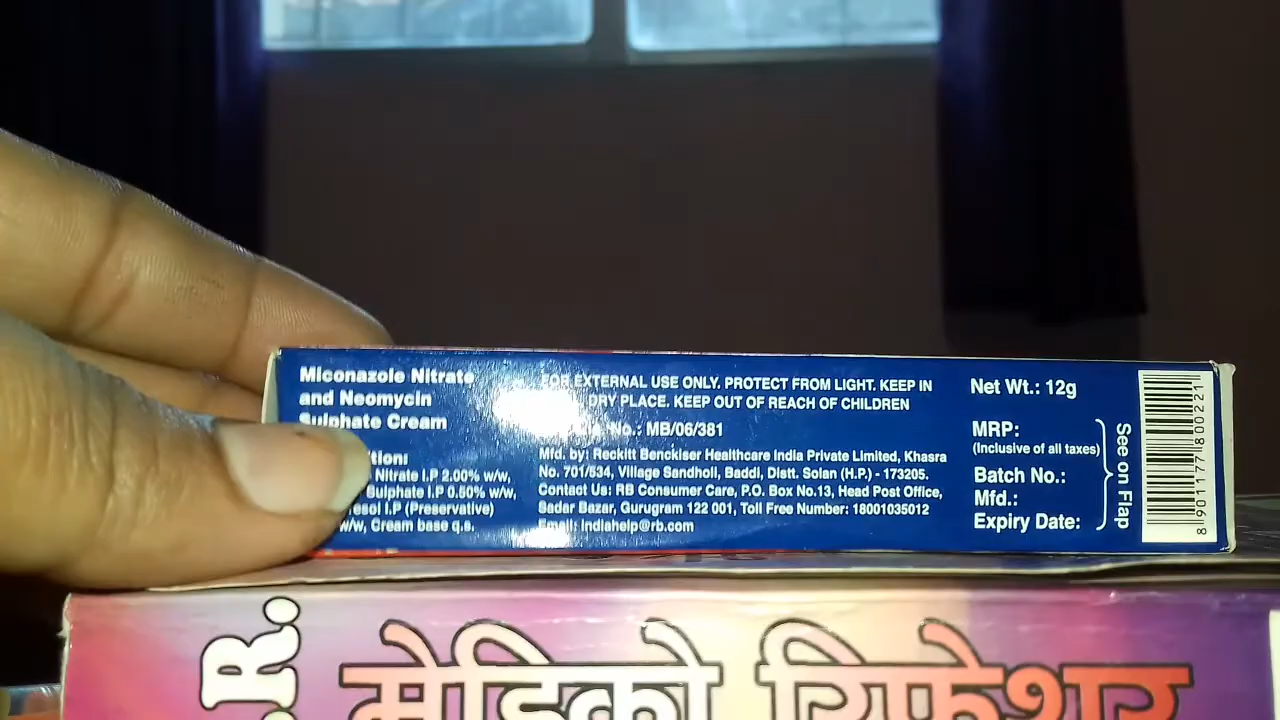 Miconazole Nitrate
and Neomycin
Sulphate Cream
Nitrate I.P 2.00% w/w,
Sulphate I.P 0.50% w/w,
I.P (Preservative)
w/w, Cream base q.s.
FOR EXTERNAL USE ONLY. PROTECT FROM LIGHT. KEEP IN
DRY PLACE. KEEP OUT OF REACH OF CHILDREN
No.: MB/06/381
Mfd. by: Reckitt Benckiser Healthcare India Private Limited, Khasra
No. 701/534, Village Sandholi, Baddi, Distt. Solan (H.P.) - 173205.
Contact Us: RB Consumer Care, P.O. Box No.13, Head Post Office,
Sadar Bazar, Gurugram 122 001, Toll Free Number: 18001035012
Email: indiahelp@rb.com
Net Wt.: 12g
MRP:
(Inclusive of all taxes)
Batch No.:
Mfd.:
Expiry Date:
See on Flap
8 901177 800221
.R.
मेडिको रिफ्रेशर